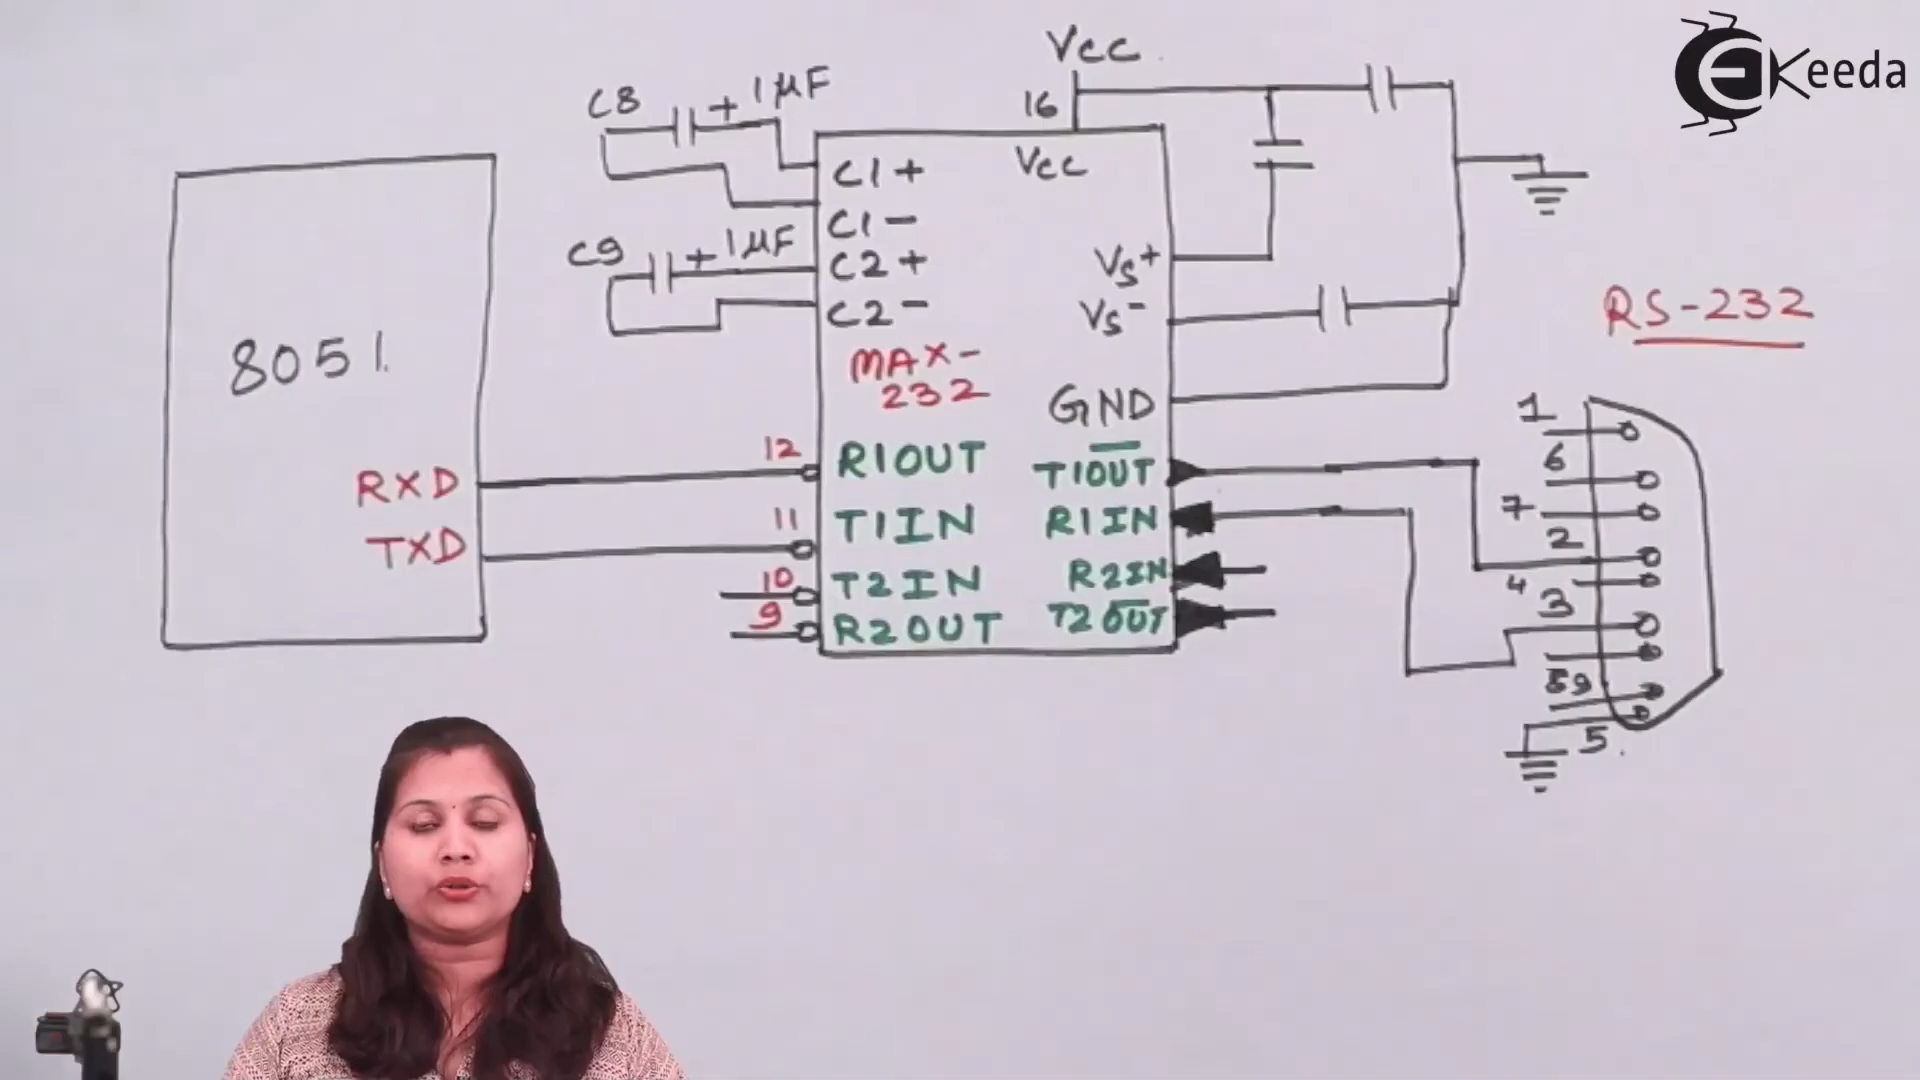 EKeeda
Vcc
16
C8 + 1μF
C1+
Vcc
C1-
C9 + 1μF
C2+
Vs+
C2-
Vs-
RS-232
8051
MAX-
232
GND
12
R1OUT
T1OUT
RXD
11
T1IN
R1IN
TXD
10
T2IN
R2IN
9
R2OUT
T2OUT
1
6
7
2
4
3
9
5